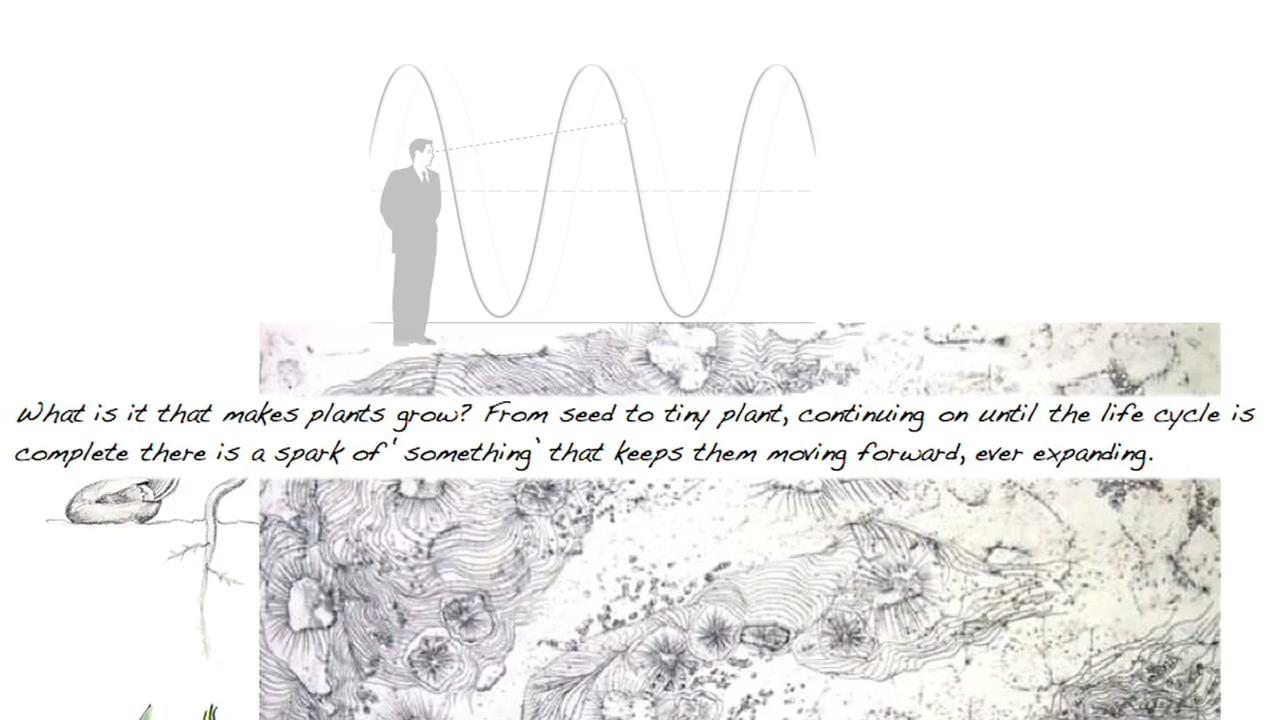 What is it that makes plants grow? From seed to tiny plant, continuing on until the life cycle is
complete there is a spark of ' something` that keeps them moving forward, ever expanding.